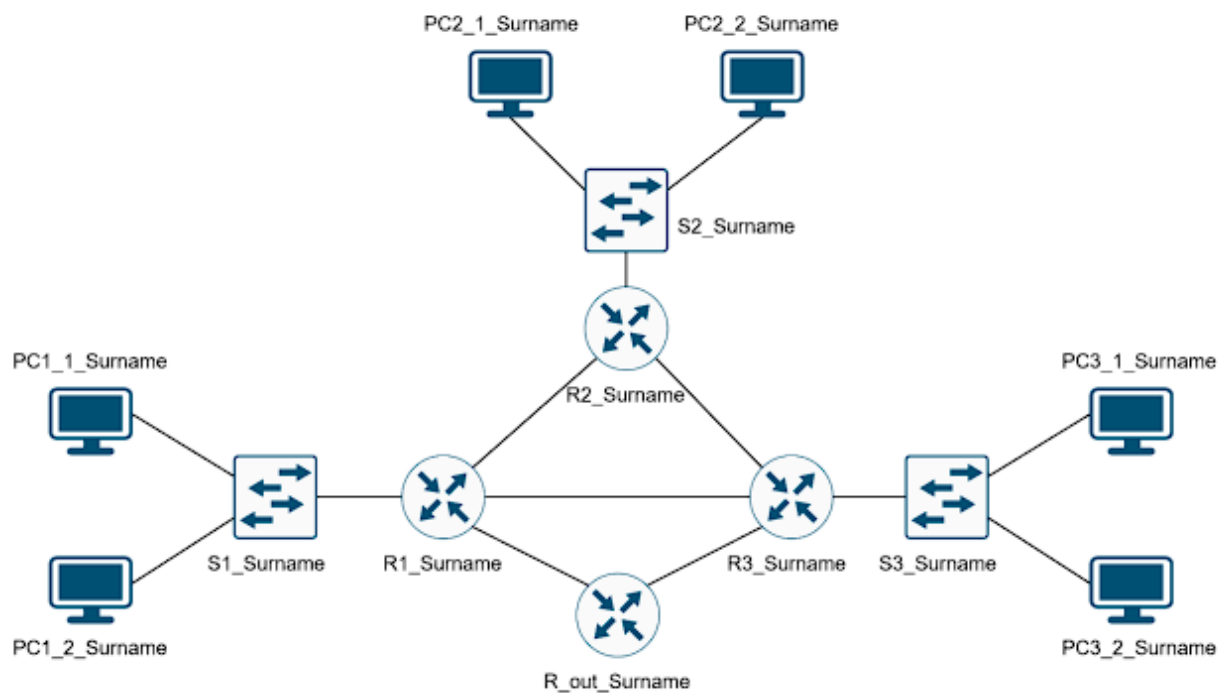 PC2_1_Surname
PC2_2_Surname
S2_Surname
PC1_1_Surname
PC3_1_Surname
R2_Surname
S1_Surname
R1_Surname
R3_Surname
S3_Surname
PC1_2_Surname
PC3_2_Surname
R_out_Surname